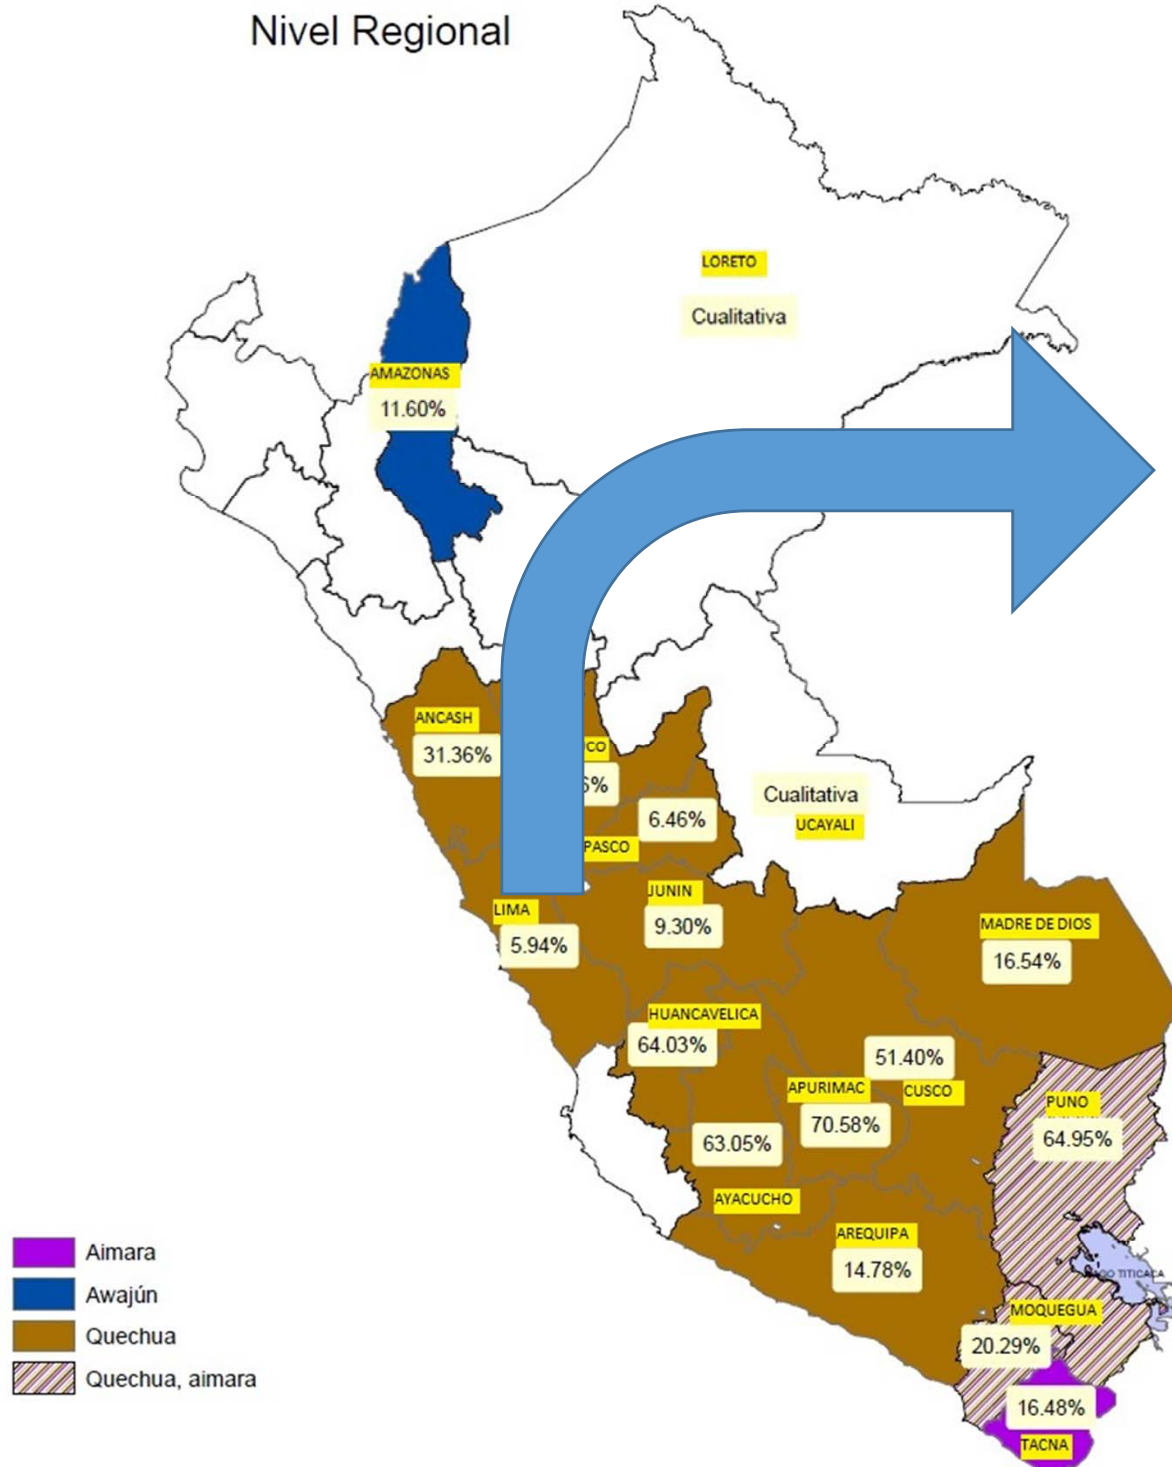 Nivel Regional
LORETO
Cualitativa
AMAZONAS
11.60%
ANCASH
31.36%
6.46%
PASCO
Cualitativa
UCAYALI
JUNIN
9.30%
LIMA
5.94%
MADRE DE DIOS
16.54%
HUANCAVELICA
64.03%
51.40%
CUSCO
APURIMAC
70.58%
PUNO
64.95%
63.05%
AYACUCHO
AREQUIPA
14.78%
TITICACA
MOQUEGUA
20.29%
16.48%
TACNA
Aimara
Awajún
Quechua
Quechua, aimara